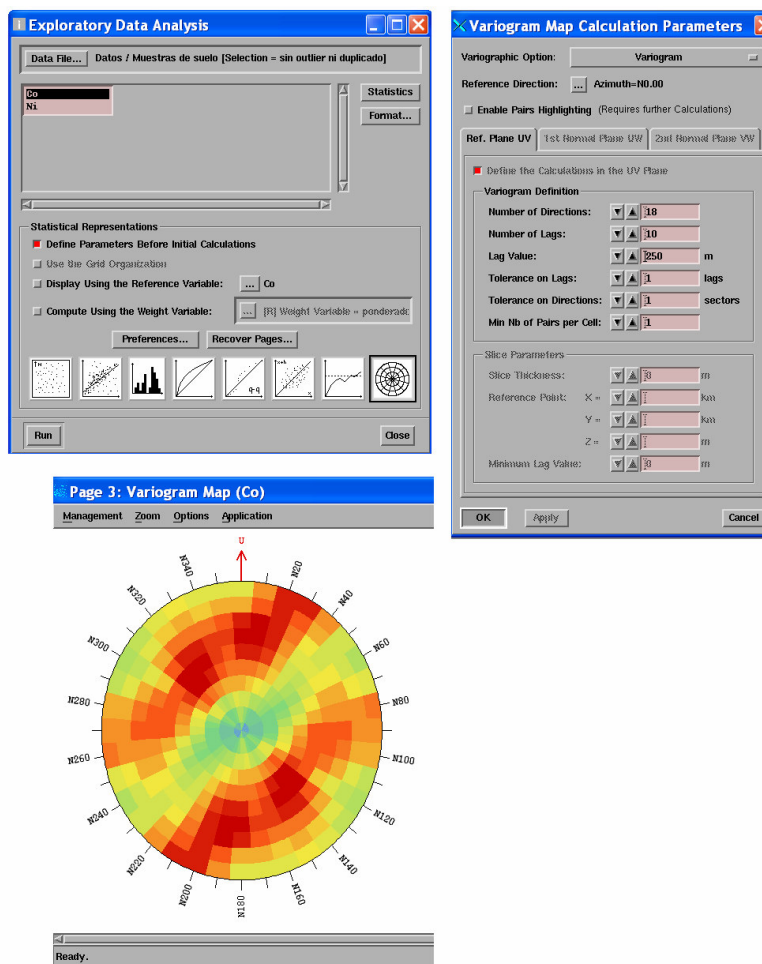 Exploratory Data Analysis
Data File... Datos / Muestras de suelo [Selection = sin outlier ni duplicado]
Co
Ni
Statistics
Format...
Statistical Representations
Define Parameters Before Initial Calculations
Use the Grid Organization
Display Using the Reference Variable: ... Co
Compute Using the Weight Variable: ... [R] Weight Variable = ponderado
Preferences... Recover Pages...
q-q
Run Close
Variogram Map Calculation Parameters
Variographic Option: Variogram
Reference Direction: ... Azimuth=N0.00
Enable Pairs Highlighting (Requires further Calculations)
Ref. Plane UV 1st Normal Plane UW 2nd Normal Plane VW
Define the Calculations in the UV Plane
Variogram Definition
Number of Directions: 18
Number of Lags: 10
Lag Value: 250 m
Tolerance on Lags: 1 lags
Tolerance on Directions: 1 sectors
Min Nb of Pairs per Cell: 1
Slice Parameters
Slice Thickness: 0 m
Reference Point: X = km
Y = km
Z = m
Minimum Lag Value: 0 m
OK Apply Cancel
Page 3: Variogram Map (Co)
Management Zoom Options Application
U
N20
N40
N60
N80
N100
N120
N140
N160
N180
N200
N220
N240
N260
N280
N300
N320
N340
Ready.